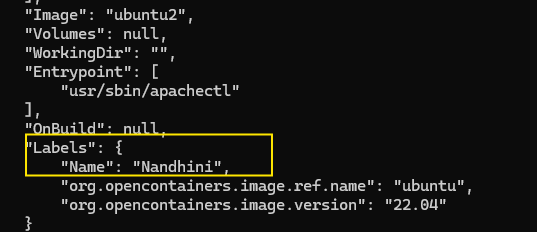 ],
"Image": "ubuntu2",
"Volumes": null,
"WorkingDir": "",
"Entrypoint": [
"usr/sbin/apachectl"
],
"OnBuild": null,
"Labels": {
"Name": "Nandhini",
"org.opencontainers.image.ref.name": "ubuntu",
"org.opencontainers.image.version": "22.04"
}